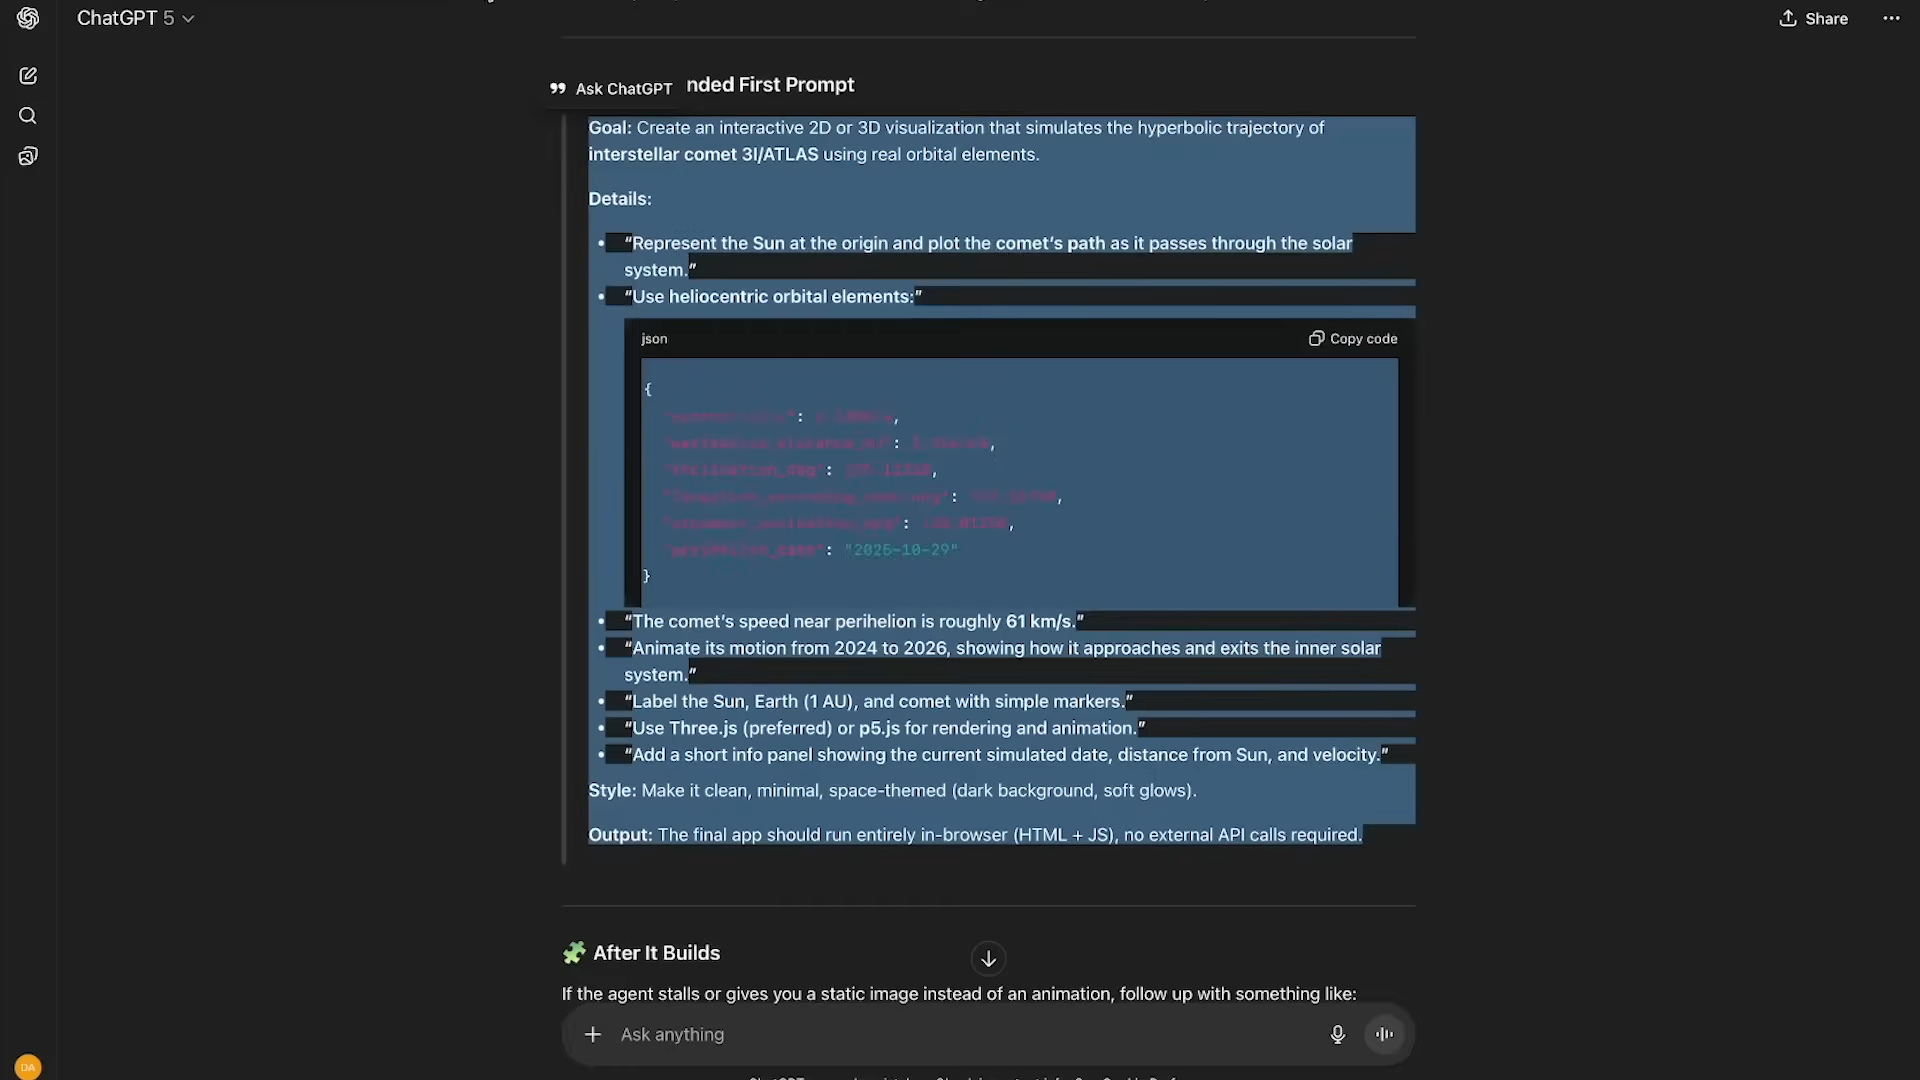 ChatGPT 5
Share
Ask ChatGPT
nded First Prompt
Goal: Create an interactive 2D or 3D visualization that simulates the hyperbolic trajectory of
interstellar comet 3I/ATLAS using real orbital elements.
Details:
• “Represent the Sun at the origin and plot the comet’s path as it passes through the solar
system.”
• “Use heliocentric orbital elements:”
json
Copy code
{
"2025-10-29"
}
• “The comet’s speed near perihelion is roughly 61 km/s.”
• “Animate its motion from 2024 to 2026, showing how it approaches and exits the inner solar
system.”
• “Label the Sun, Earth (1 AU), and comet with simple markers.”
• “Use Three.js (preferred) or p5.js for rendering and animation.”
• “Add a short info panel showing the current simulated date, distance from Sun, and velocity.”
Style: Make it clean, minimal, space-themed (dark background, soft glows).
Output: The final app should run entirely in-browser (HTML + JS), no external API calls required.
After It Builds
If the agent stalls or gives you a static image instead of an animation, follow up with something like:
Ask anything
DA